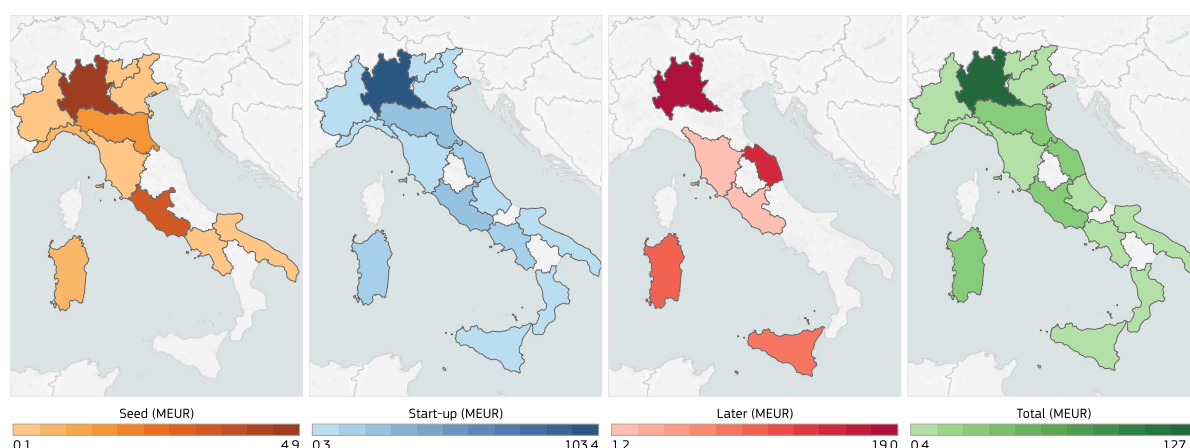 Seed (MEUR) Start-up (MEUR) Later (MEUR) Total (MEUR)
0.1 4.9 0.3 103.4 1.2 19.0 0.4 127